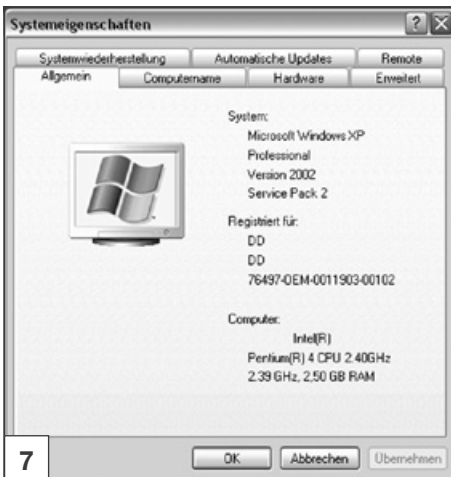 Systemeigenschaften
Systemwiederherstellung Automatische Updates Remote
Allgemein Computername Hardware Erweitert
System:
Microsoft Windows XP
Professional
Version 2002
Service Pack 2
Registriert für:
DD
DD
76497-OEM-0011903-00102
Computer:
Intel(R)
Pentium(R) 4 CPU 2.40GHz
2.39 GHz, 2,50 GB RAM
7
OK Abbrechen Übernehmen